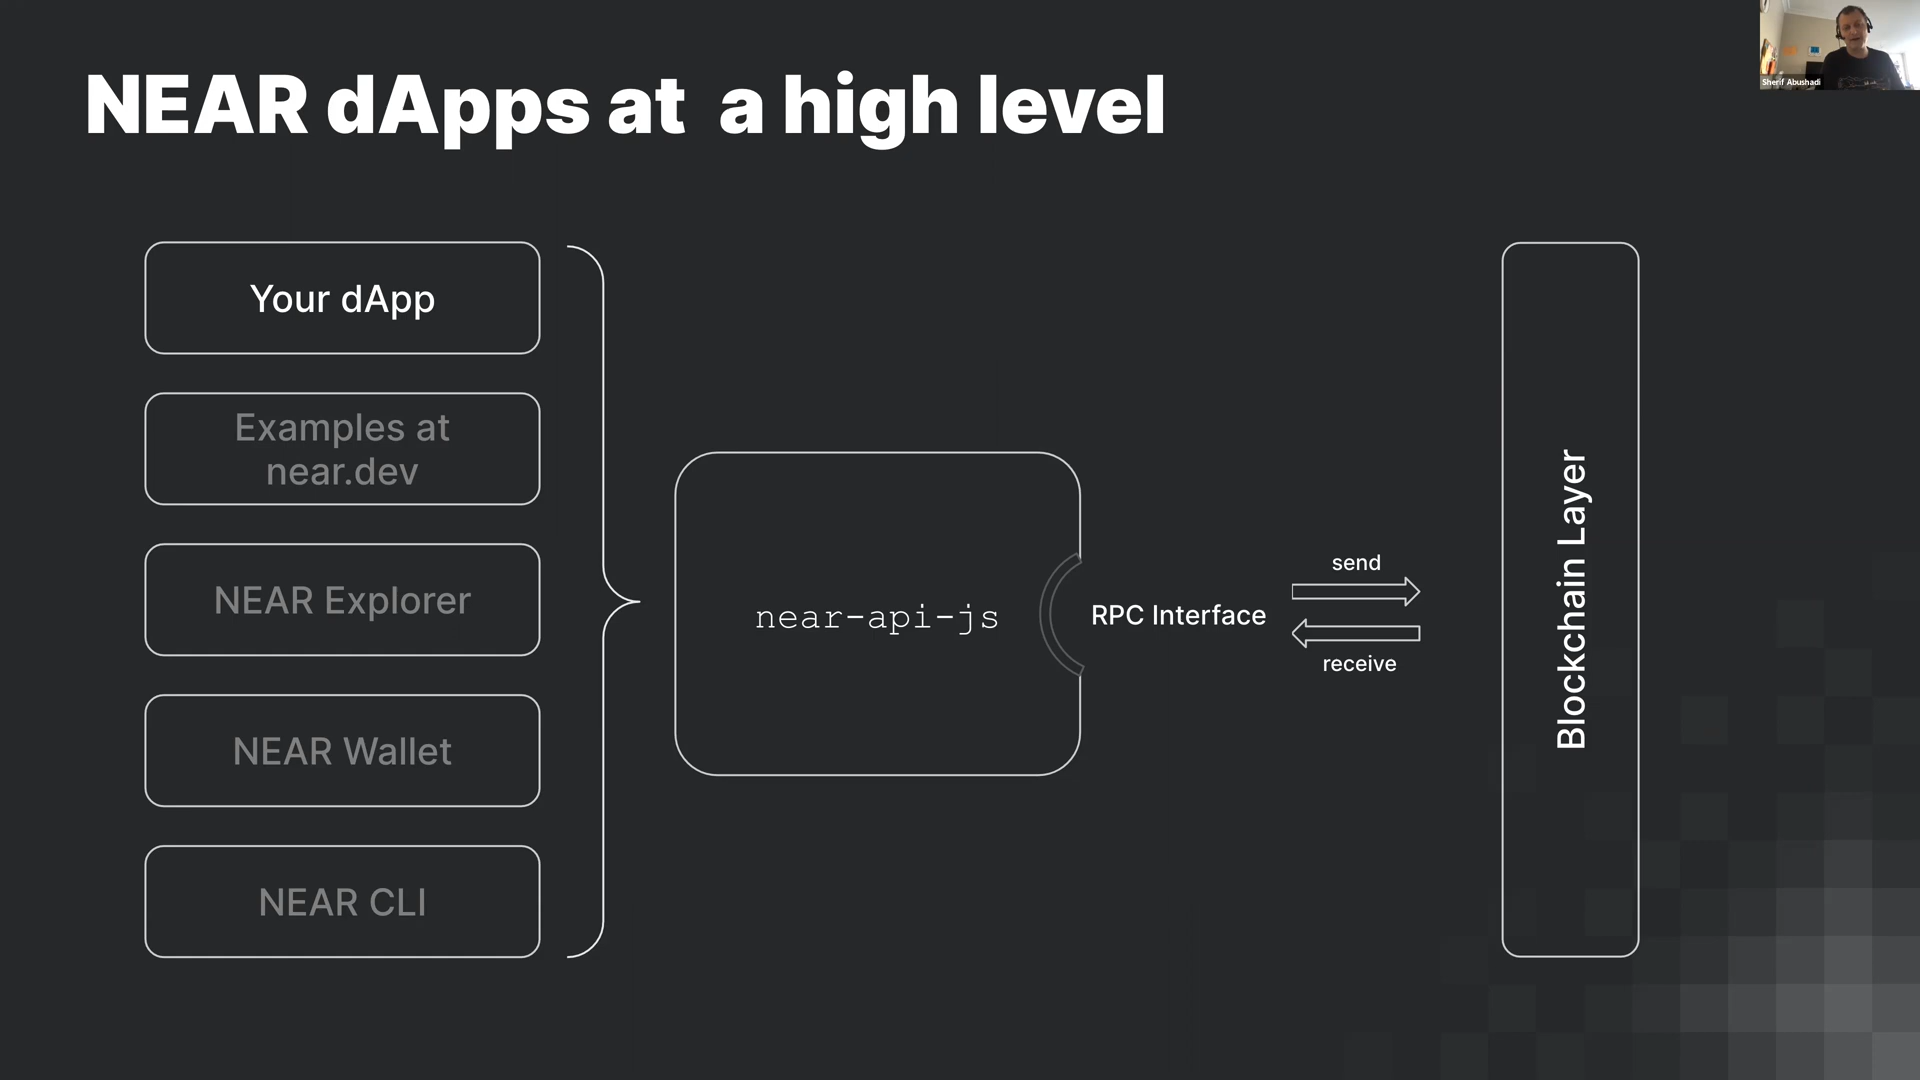 NEAR dApps at a high level
Sherif Abushadi
Your dApp
Examples at
near.dev
NEAR Explorer
NEAR Wallet
NEAR CLI
near-api-js
RPC Interface
send
receive
Blockchain Layer